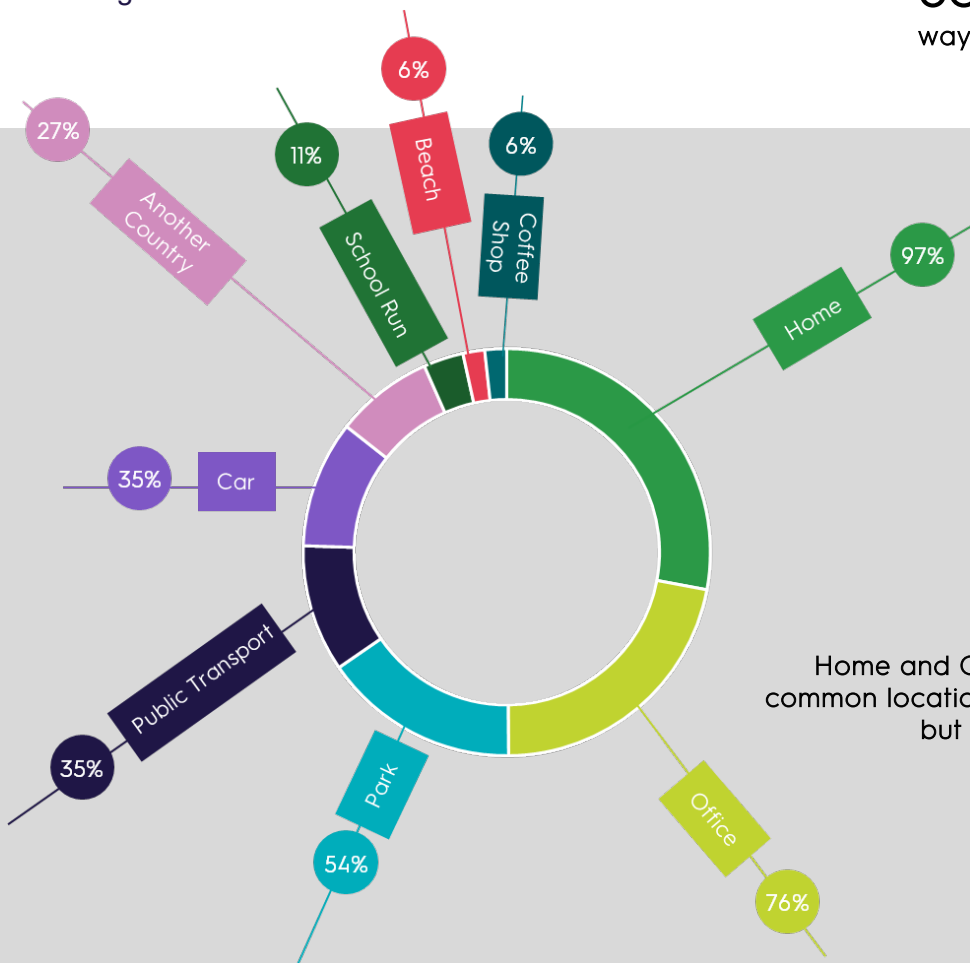 way
6%
Beach
6%
Coffee
Shop
11%
School Run
27%
Another
Country
97%
Home
35%
Car
35%
Public Transport
54%
Park
76%
Office
Home and
common
but